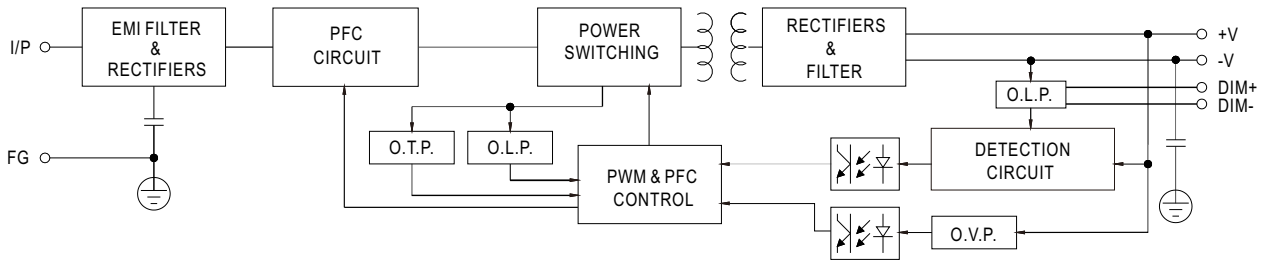 I/P
EMI FILTER
&
RECTIFIERS
PFC
CIRCUIT
POWER
SWITCHING
RECTIFIERS
&
FILTER
+V
-V
DIM+
DIM-
O.L.P.
FG
O.T.P.
O.L.P.
PWM & PFC
CONTROL
DETECTION
CIRCUIT
O.V.P.